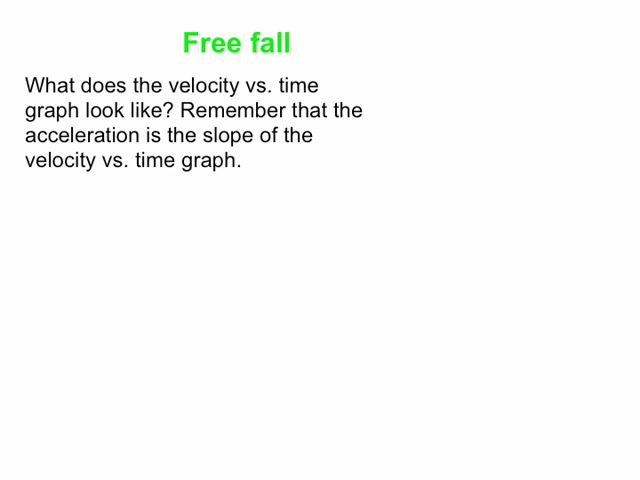 Free fall
What does the velocity vs. time
graph look like? Remember that the
acceleration is the slope of the
velocity vs. time graph.